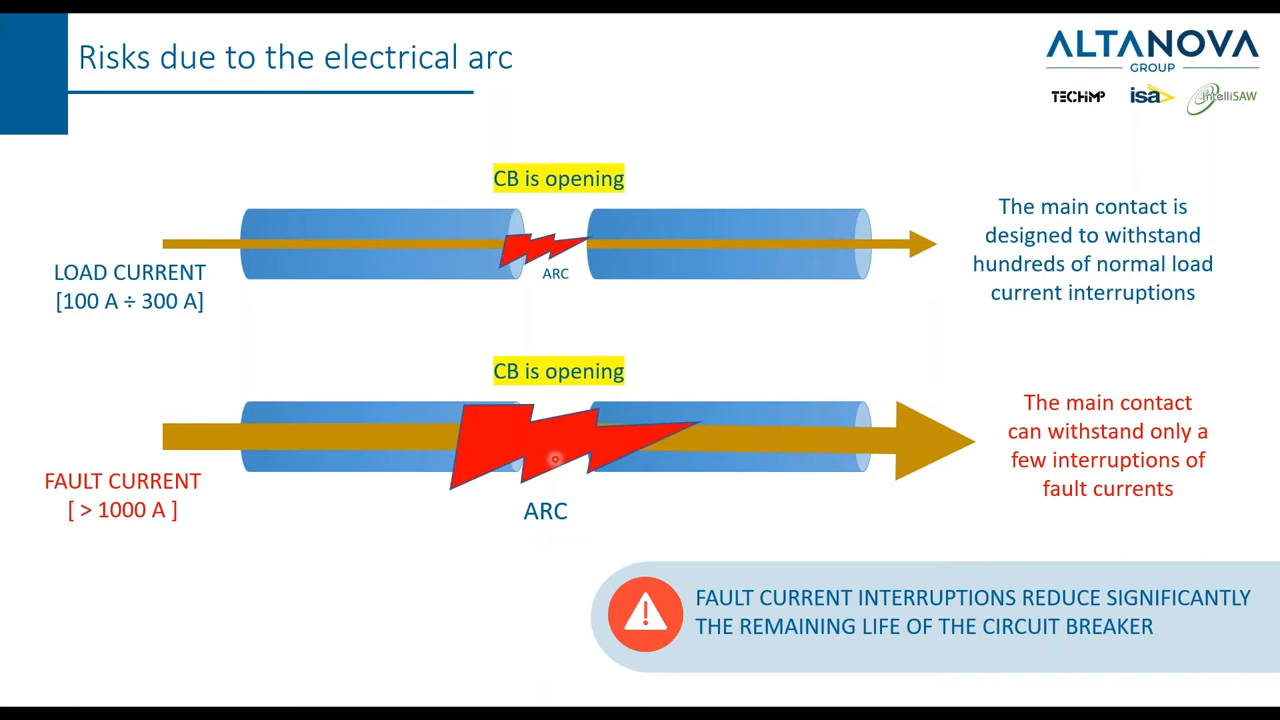 Risks due to the electrical arc
ALTANOVA
GROUP
TECHIMP
isa
intelliSAW
CB is opening
LOAD CURRENT
[100 A ÷ 300 A]
ARC
The main contact is
designed to withstand
hundreds of normal load
current interruptions
CB is opening
FAULT CURRENT
[ > 1000 A ]
ARC
The main contact
can withstand only a
few interruptions of
fault currents
FAULT CURRENT INTERRUPTIONS REDUCE SIGNIFICANTLY
THE REMAINING LIFE OF THE CIRCUIT BREAKER